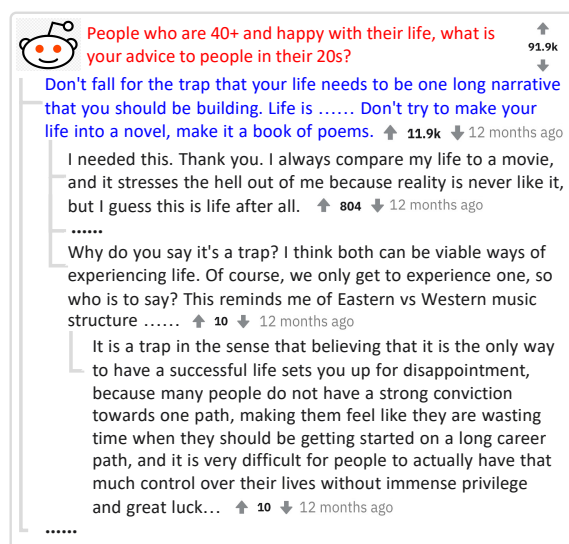 People who are 40+ and happy with their life, what is
your advice to people in their 20s?
91.9k
Don't fall for the trap that your life needs to be one long narrative
that you should be building. Life is …… Don't try to make your
life into a novel, make it a book of poems. 11.9k 12 months ago
I needed this. Thank you. I always compare my life to a movie,
and it stresses the hell out of me because reality is never like it,
but I guess this is life after all. 804 12 months ago
……
Why do you say it's a trap? I think both can be viable ways of
experiencing life. Of course, we only get to experience one, so
who is to say? This reminds me of Eastern vs Western music
structure …… 10 12 months ago
It is a trap in the sense that believing that it is the only way
to have a successful life sets you up for disappointment,
because many people do not have a strong conviction
towards one path, making them feel like they are wasting
time when they should be getting started on a long career
path, and it is very difficult for people to actually have that
much control over their lives without immense privilege
and great luck… 10 12 months ago
……